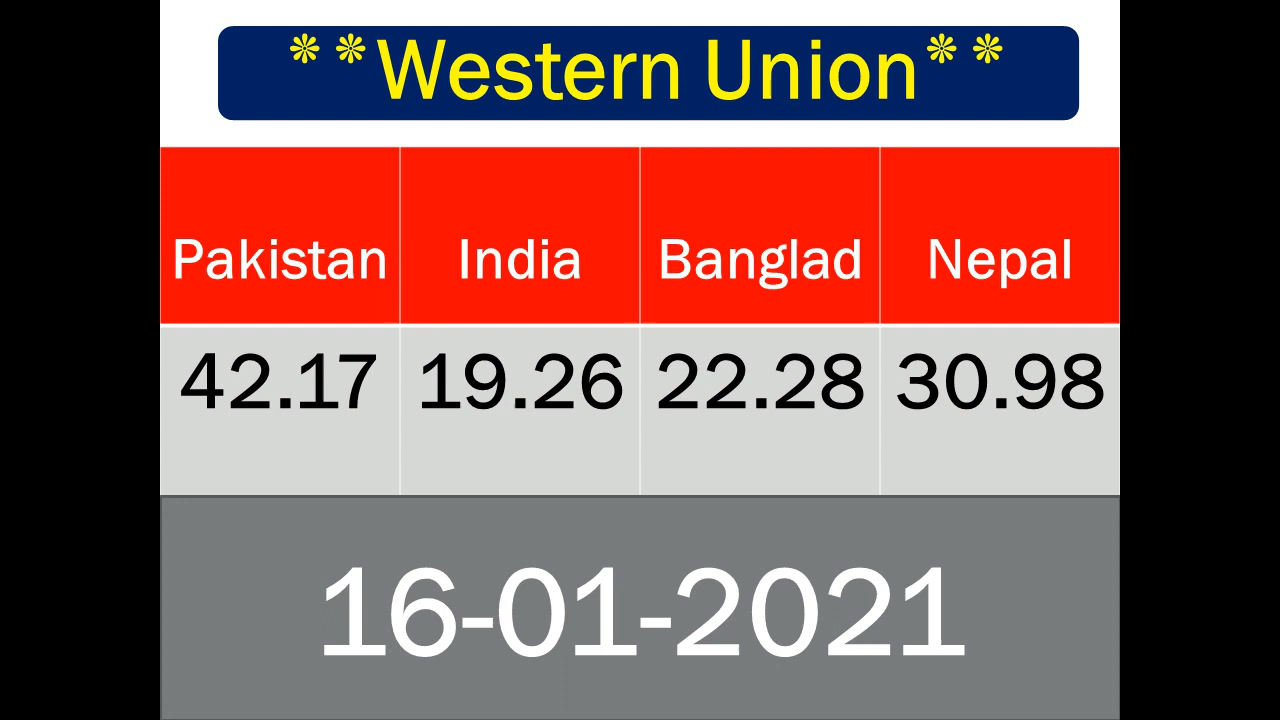 **Western Union**
Pakistan India Banglad Nepal
42.17 19.26 22.28 30.98
16-01-2021